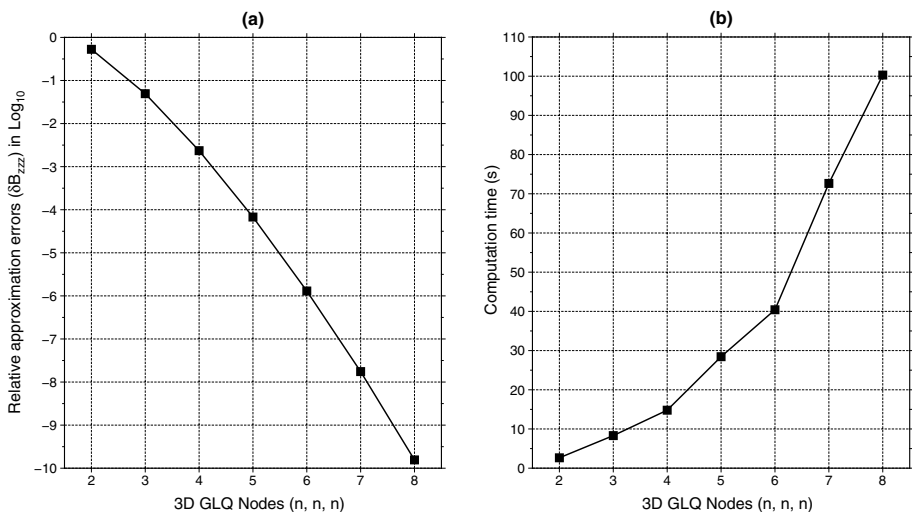 (a)
0
−1
−2
−3
−4
−5
−6
−7
−8
−9
−10
Relative approximation errors (δB_zzz) in Log_10
2 3 4 5 6 7 8
3D GLQ Nodes (n, n, n)
(b)
110
100
90
80
70
60
50
40
30
20
10
0
Computation time (s)
2 3 4 5 6 7 8
3D GLQ Nodes (n, n, n)